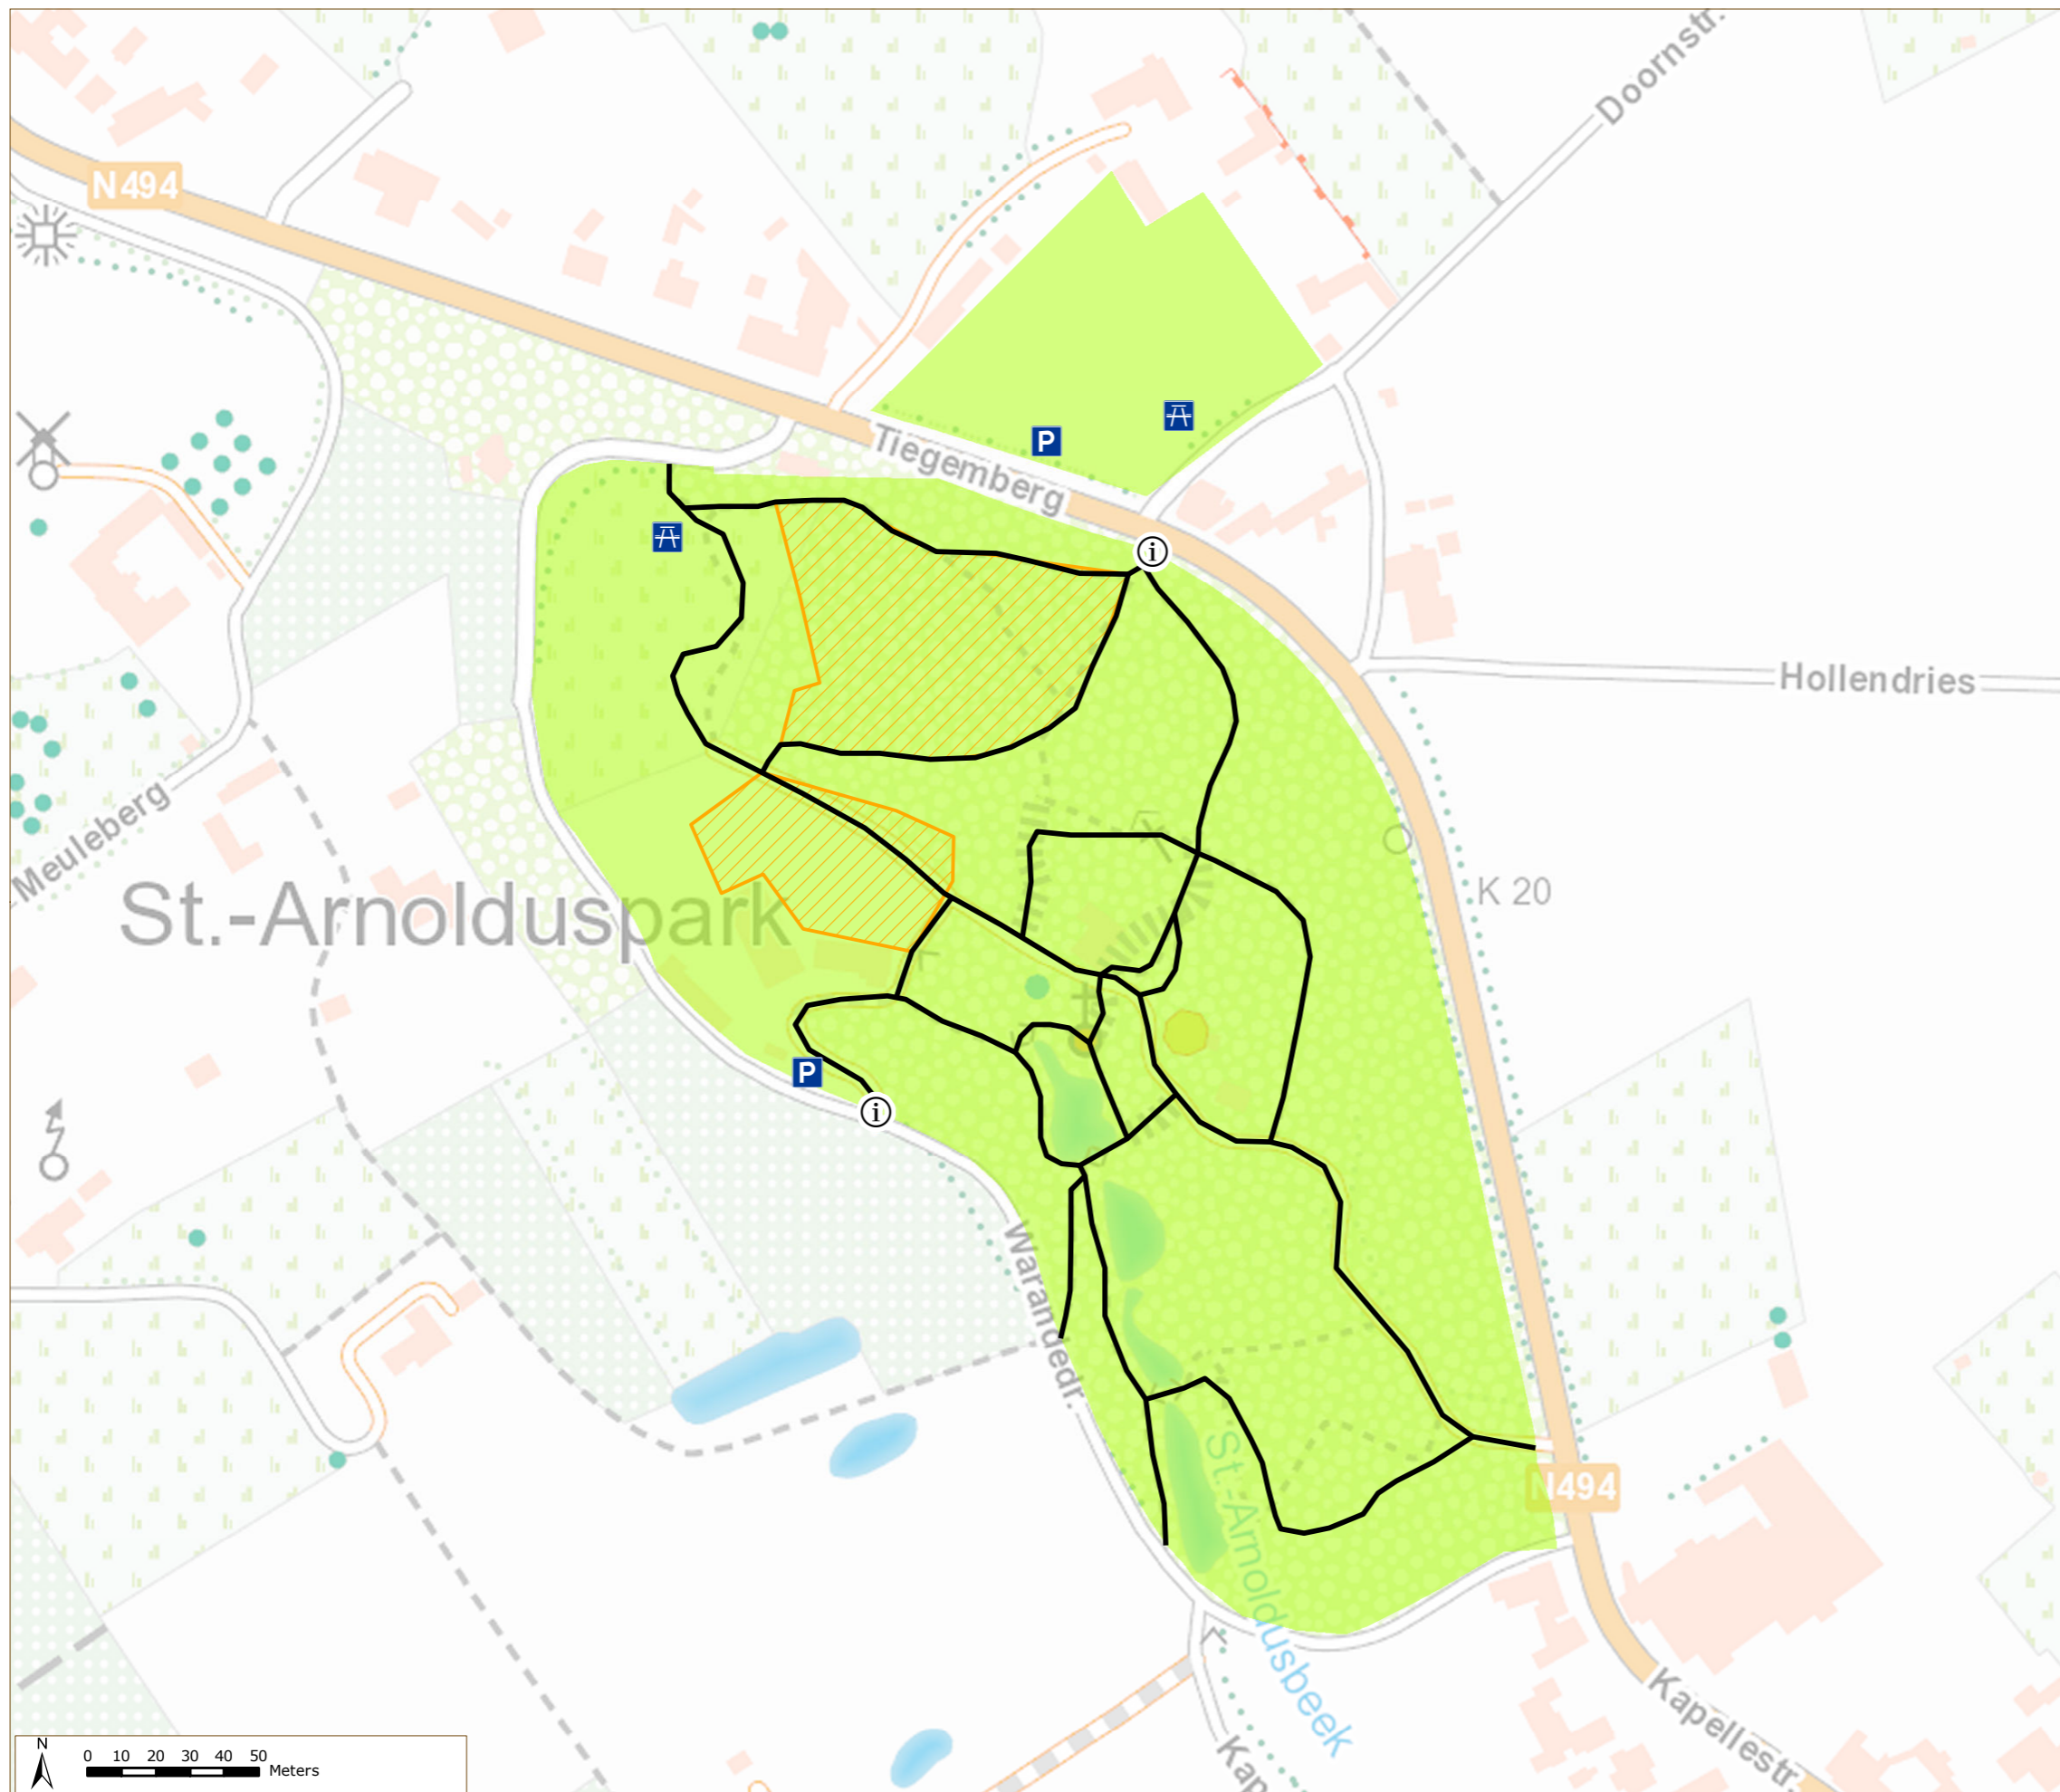 Doornstr.
N494
P
Tiegemberg
i
Hollendries
Meuleberg
K 20
St.-Arnolduspark
P
i
Warandedr.
N494
St.-Arnoldusbeek
Kapellestr.
Kap
N
0 10 20 30 40 50 Meters